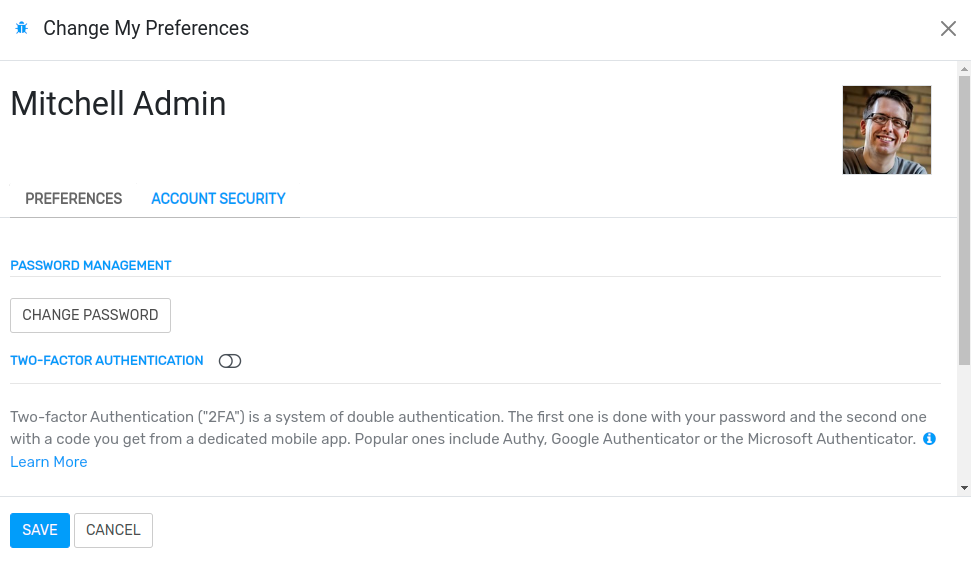 Change My Preferences
Mitchell Admin
PREFERENCES ACCOUNT SECURITY
PASSWORD MANAGEMENT
CHANGE PASSWORD
TWO-FACTOR AUTHENTICATION
Two-factor Authentication ("2FA") is a system of double authentication. The first one is done with your password and the second one
with a code you get from a dedicated mobile app. Popular ones include Authy, Google Authenticator or the Microsoft Authenticator.
Learn More
SAVE CANCEL